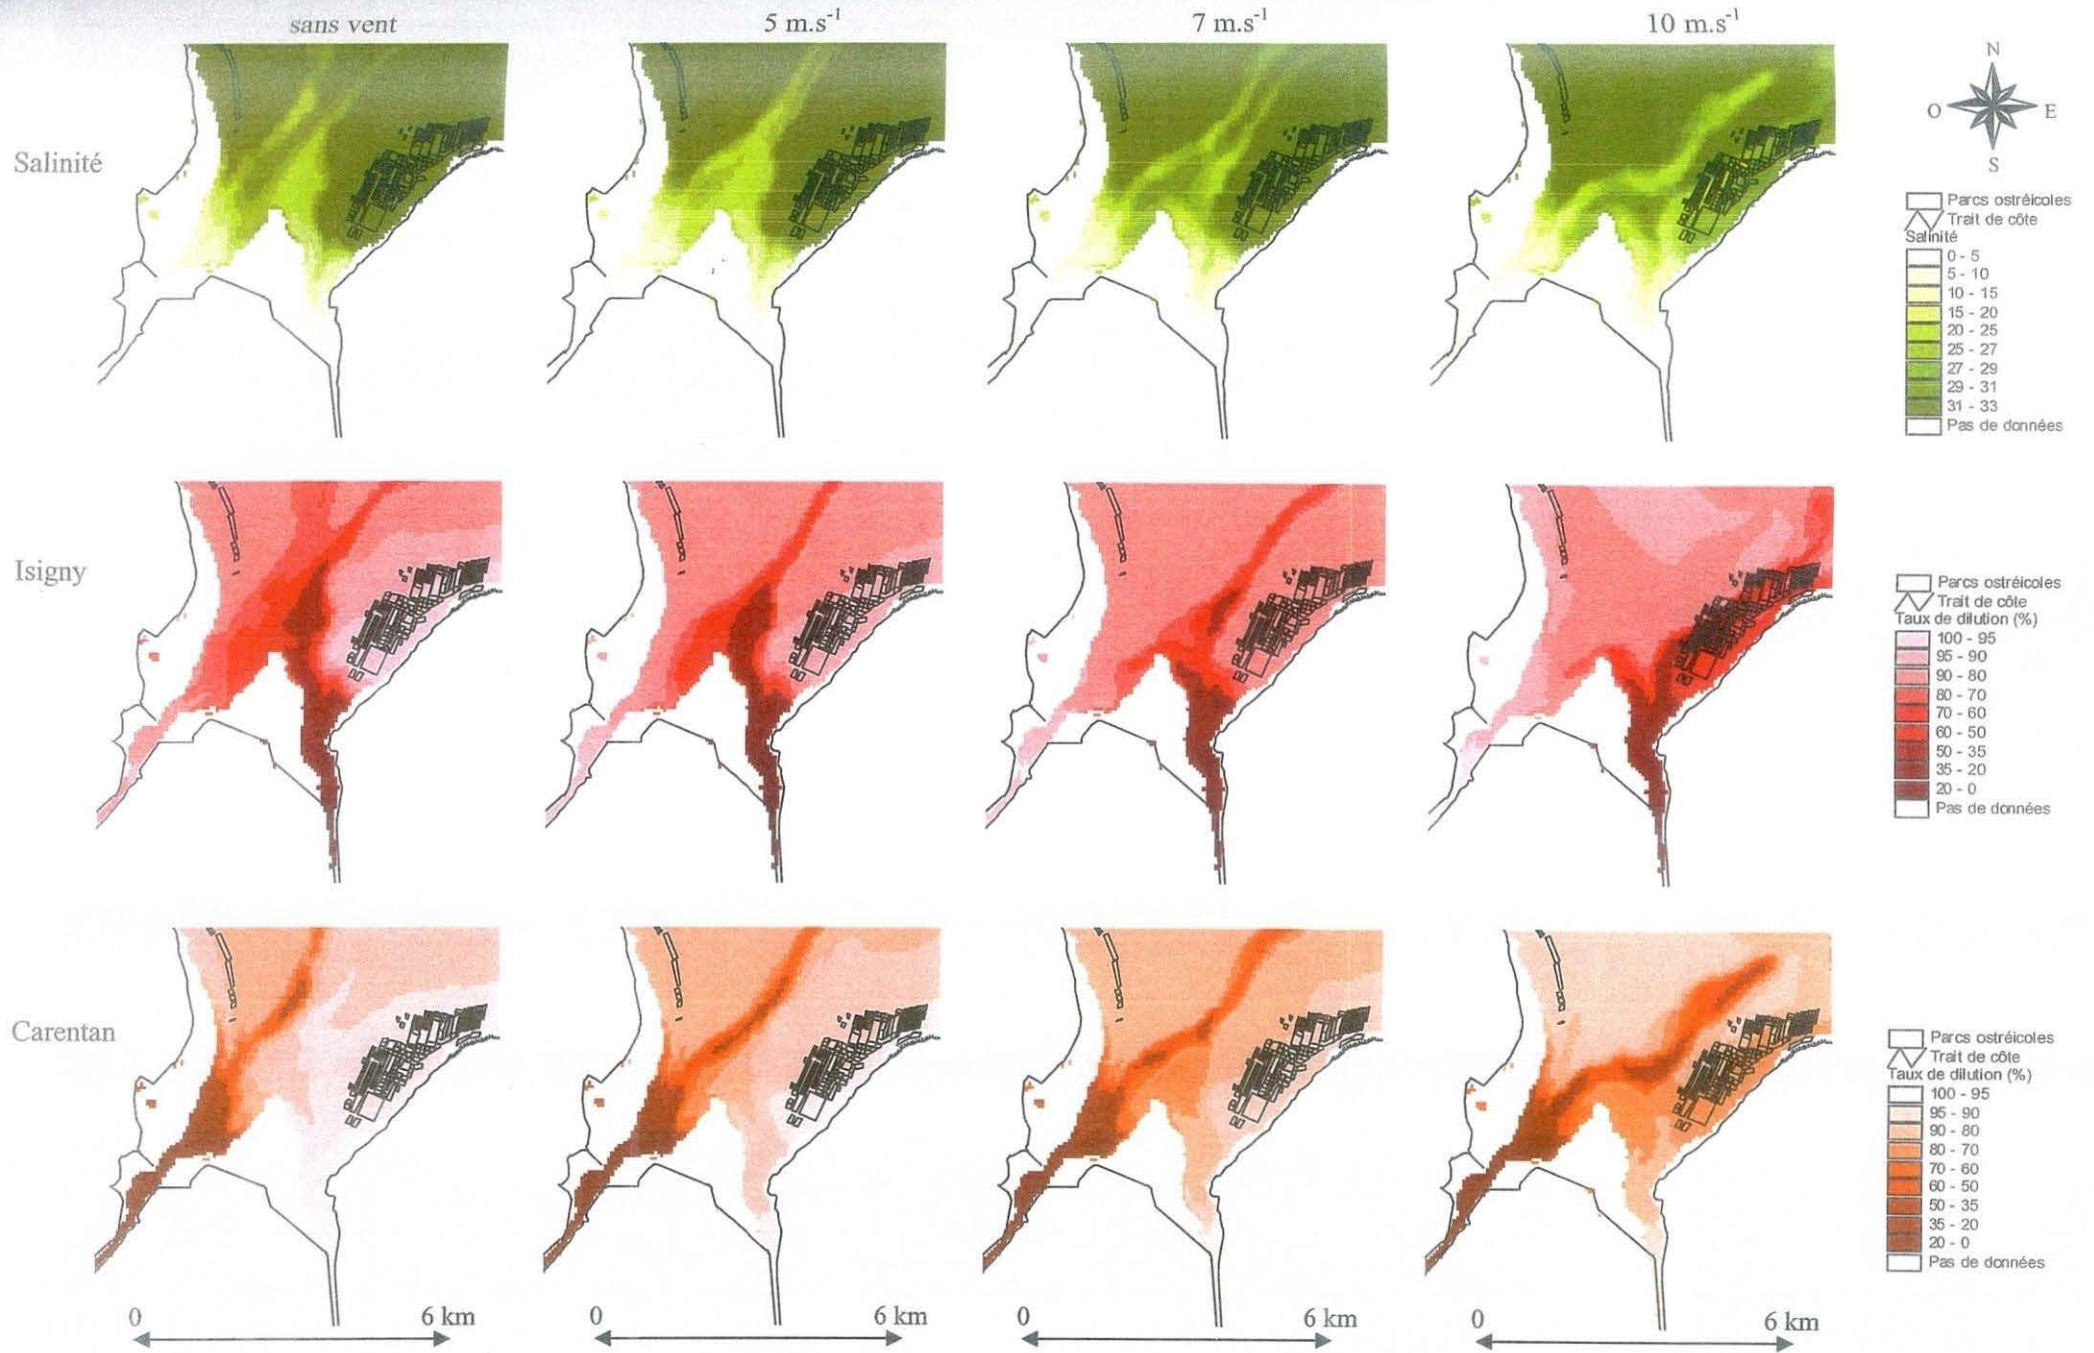 sans vent 5 m.s-1 7 m.s-1 10 m.s-1
N
O E
S
Salinité
Parcs ostréicoles
Trait de côte
Salinité
0 - 5
5 - 10
10 - 15
15 - 20
20 - 25
25 - 27
27 - 29
29 - 31
31 - 33
Pas de données
Isigny
Parcs ostréicoles
Trait de côte
Taux de dilution (%)
100 - 95
95 - 90
90 - 80
80 - 70
70 - 60
60 - 50
50 - 35
35 - 20
20 - 0
Pas de données
Carentan
Parcs ostréicoles
Trait de côte
Taux de dilution (%)
100 - 95
95 - 90
90 - 80
80 - 70
70 - 60
60 - 50
50 - 35
35 - 20
20 - 0
Pas de données
0 6 km 0 6 km 0 6 km 0 6 km